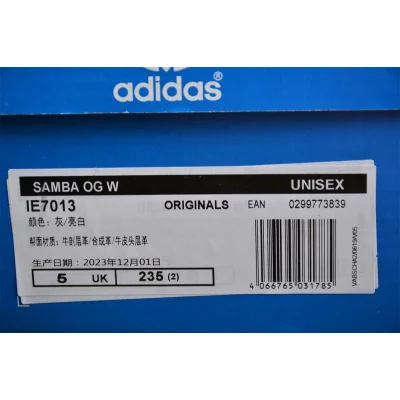 adidas
SAMBA OG W UNISEX
IE7013 ORIGINALS EAN 0299773839
颜色：灰/亮白
帮面材质：牛剖层革/合成革/牛皮头层革
生产日期：2023年12月01日
5 UK 235 (2)
4 066765 031785